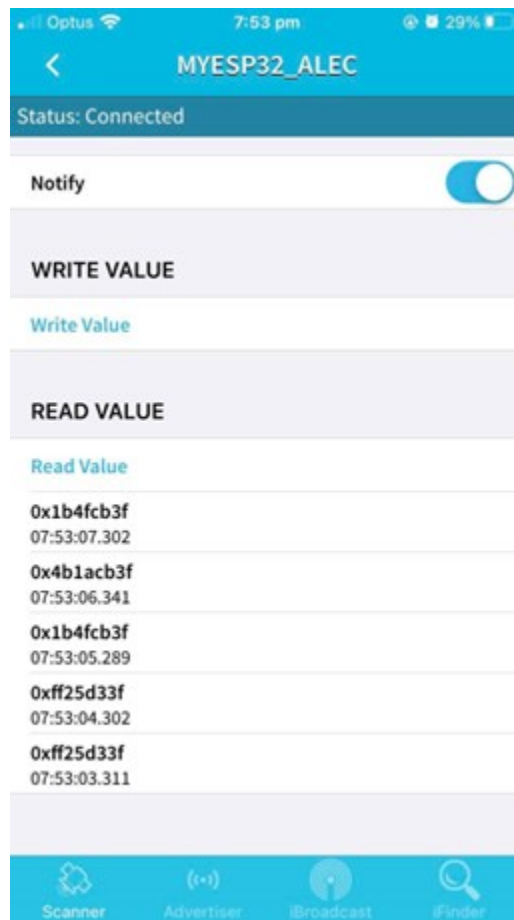 Optus 7:53 pm 29%
MYESP32_ALEC
Status: Connected
Notify
WRITE VALUE
Write Value
READ VALUE
Read Value
0x1b4fcb3f
07:53:07.302
0x4b1acb3f
07:53:06.341
0x1b4fcb3f
07:53:05.289
0xff25d33f
07:53:04.302
0xff25d33f
07:53:03.311
Scanner Advertiser iBroadcast iFinder